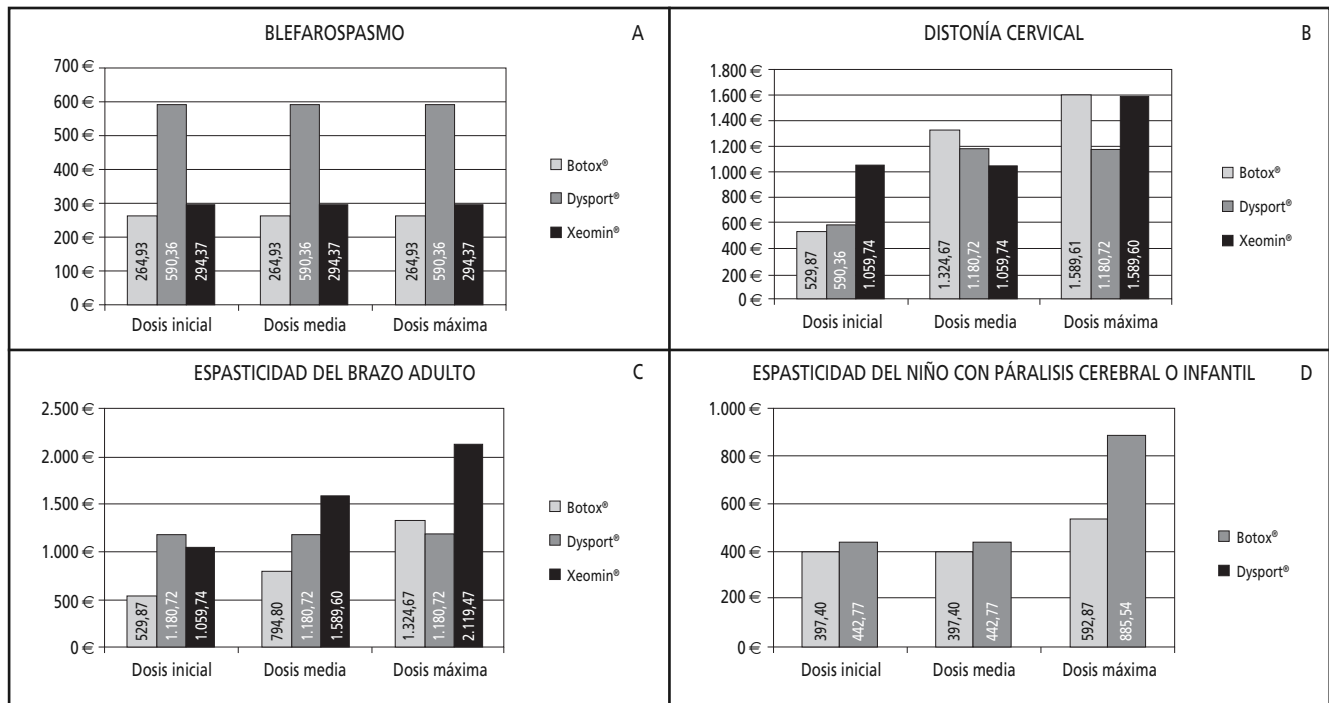 BLEFAROSPASMO
A
700 €
600 €
500 €
400 €
300 €
200 €
100 €
0 €
264,93
590,36
294,37
264,93
590,36
294,37
264,93
590,36
294,37
Dosis inicial
Dosis media
Dosis máxima
Botox®
Dysport®
Xeomin®
DISTONÍA CERVICAL
B
1.800 €
1.600 €
1.400 €
1.200 €
1.000 €
800 €
600 €
400 €
200 €
0 €
529,87
590,36
1.059,74
1.324,67
1.180,72
1.059,74
1.589,61
1.180,72
1.589,60
Dosis inicial
Dosis media
Dosis máxima
Botox®
Dysport®
Xeomin®
ESPASTICIDAD DEL BRAZO ADULTO
C
2.500 €
2.000 €
1.500 €
1.000 €
500 €
0 €
529,87
1.180,72
1.059,74
794,80
1.180,72
1.589,60
1.324,67
1.180,72
2.119,47
Dosis inicial
Dosis media
Dosis máxima
Botox®
Dysport®
Xeomin®
ESPASTICIDAD DEL NIÑO CON PÁRALISIS CEREBRAL O INFANTIL
D
1.000 €
800 €
600 €
400 €
200 €
0 €
397,40
442,77
397,40
442,77
592,87
885,54
Dosis inicial
Dosis media
Dosis máxima
Botox®
Dysport®